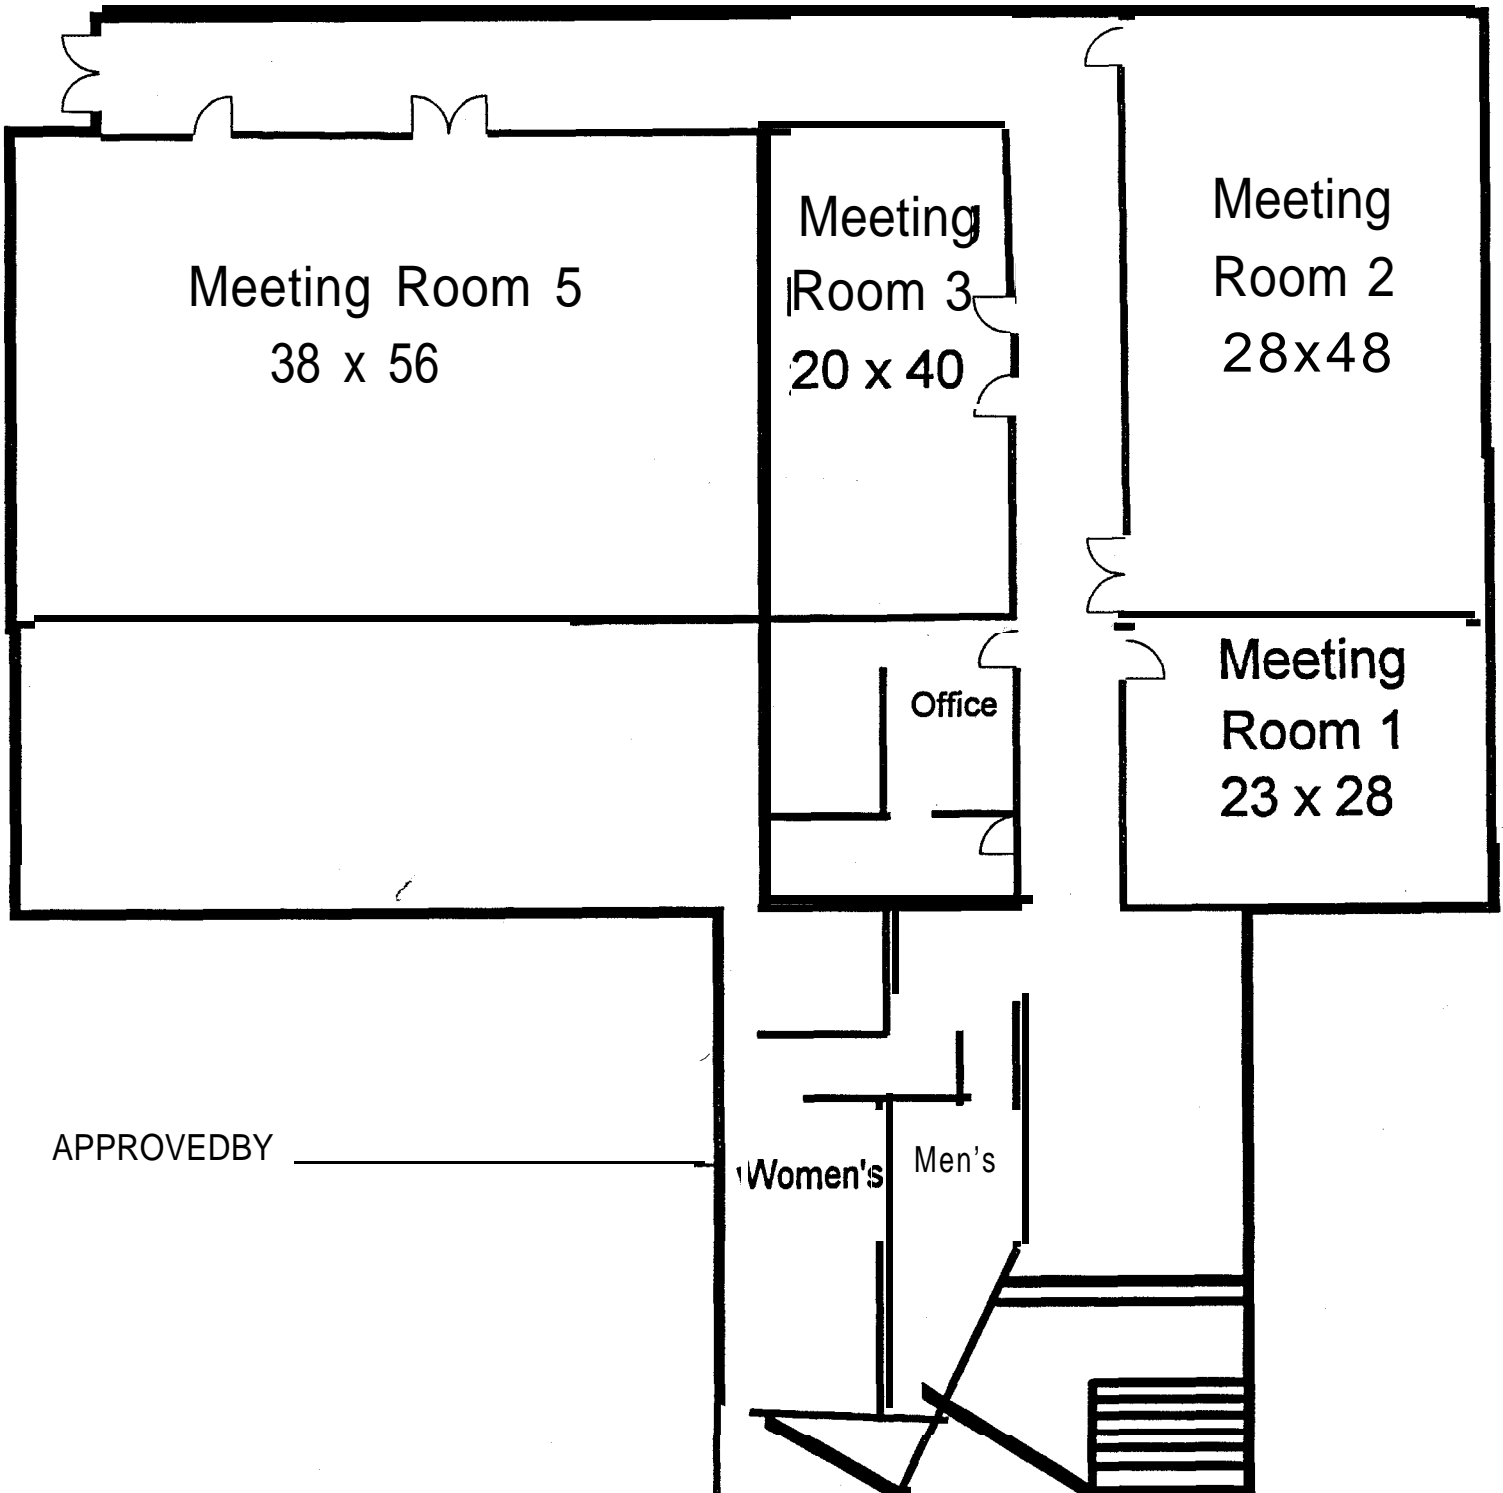 Meeting Room 5
38 x 56
Meeting
Room 3
20 x 40
Meeting
Room 2
28x48
Office
Meeting
Room 1
23 x 28
APPROVEDBY
Women's
Men's